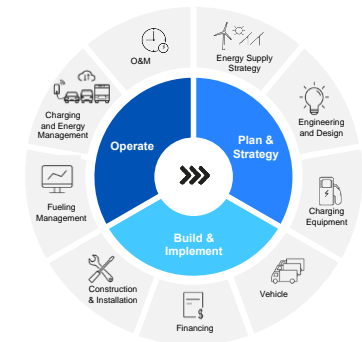 O&M
Energy Supply
Strategy
Charging
and Energy
Management
Engineering
and Design
Operate
Plan &
Strategy
Fueling
Management
Charging
Equipment
Build &
Implement
Construction
& Installation
Vehicle
$
Financing